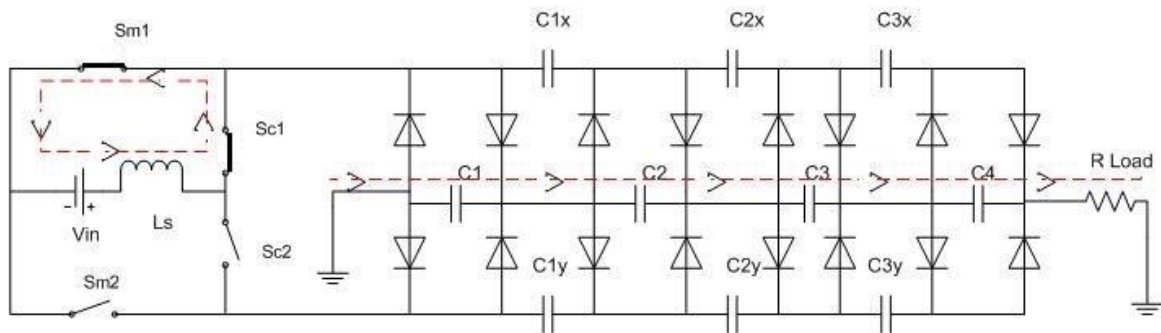 C1x C2x C3x
Sm1
Sc1
C1 C2 C3 C4 R Load
- +
Vin Ls Sc2
C1y C2y C3y
Sm2